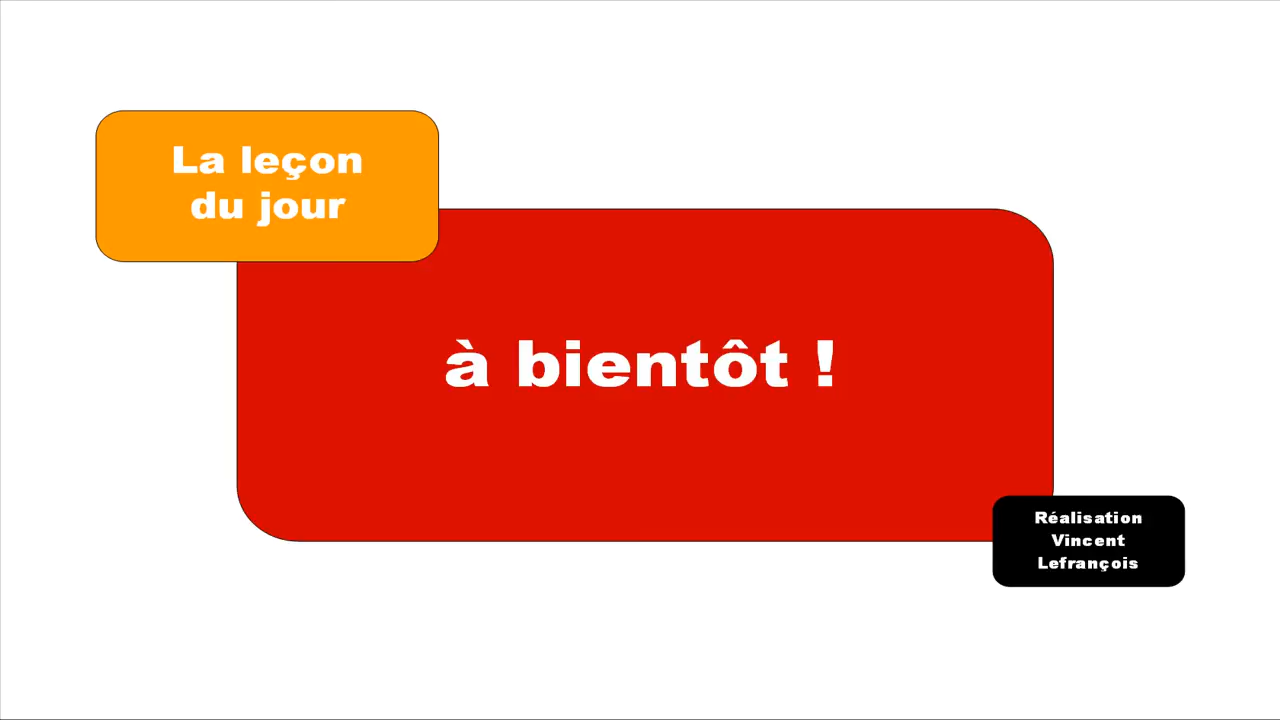 La leçon
du jour
à bientôt !
Réalisation
Vincent
Lefrançois